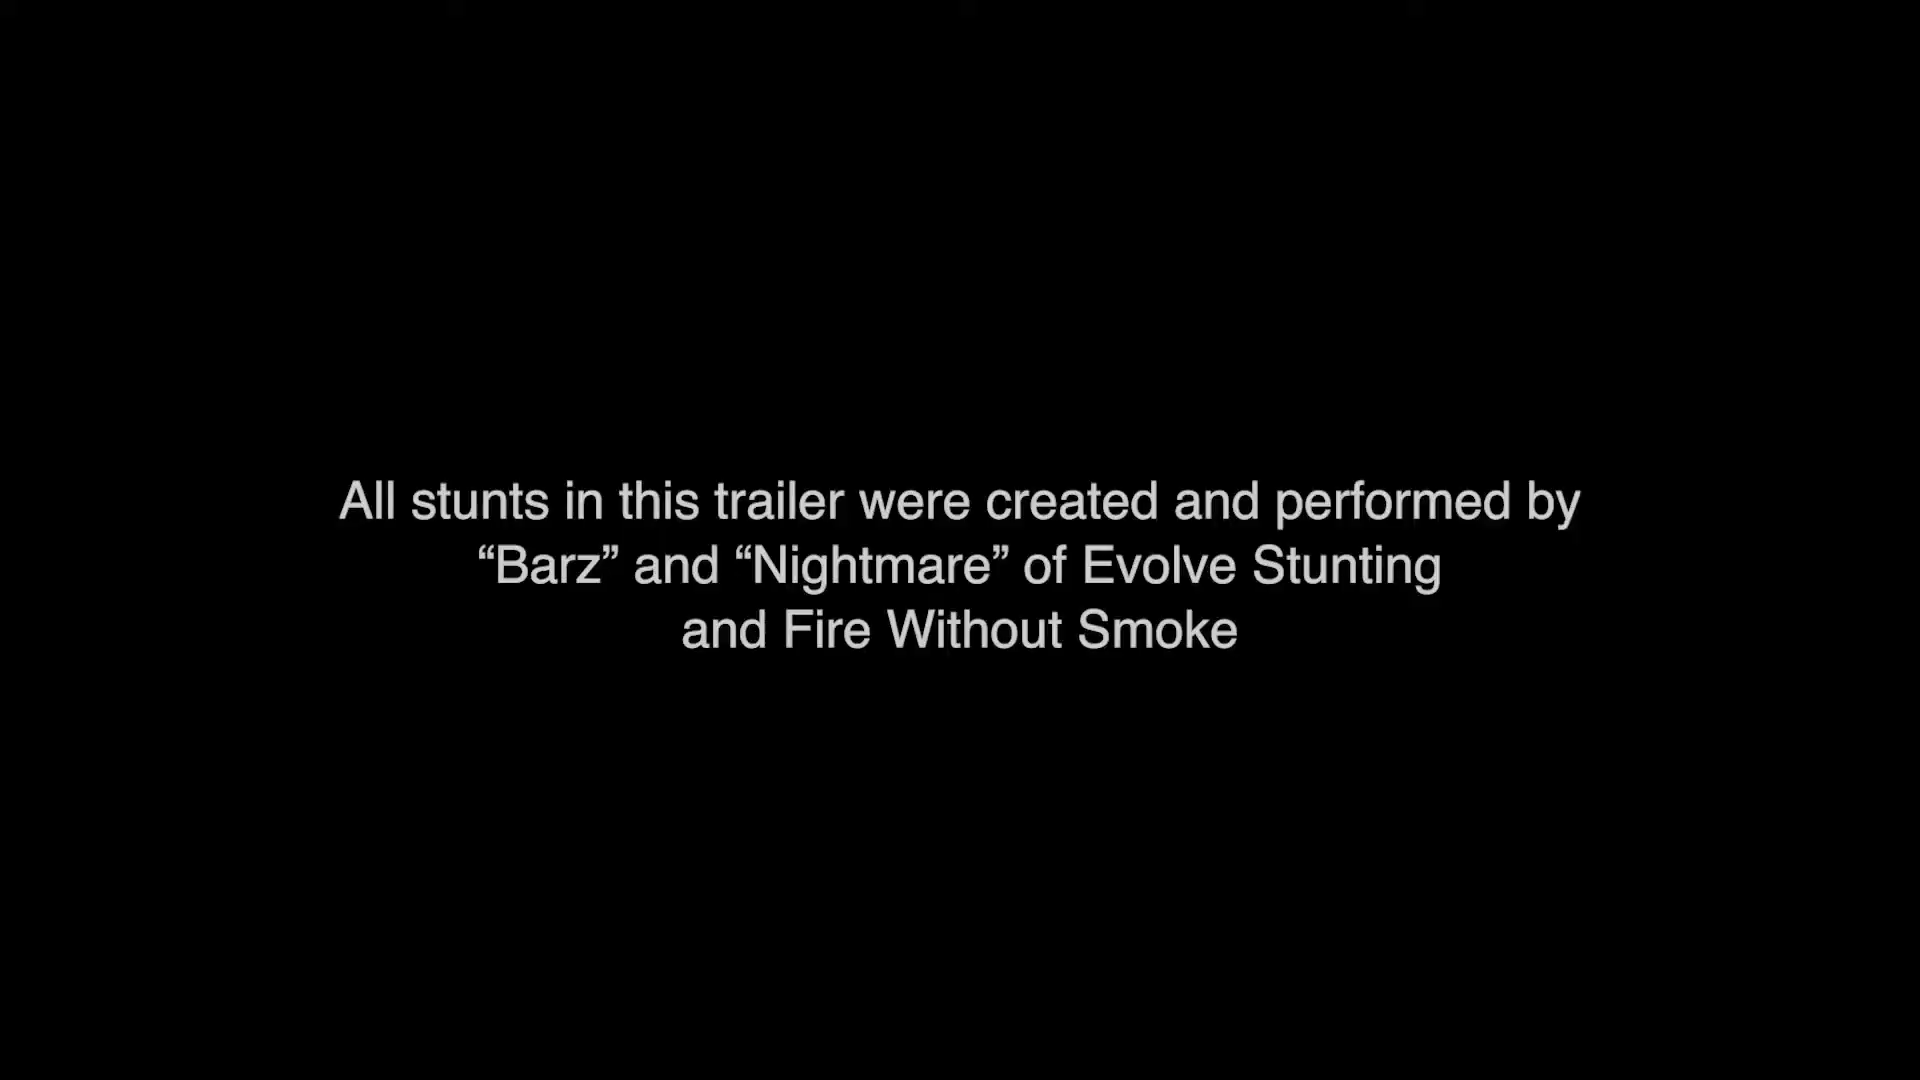 All stunts in this trailer were created and performed by
“Barz” and “Nightmare” of Evolve Stunting
and Fire Without Smoke